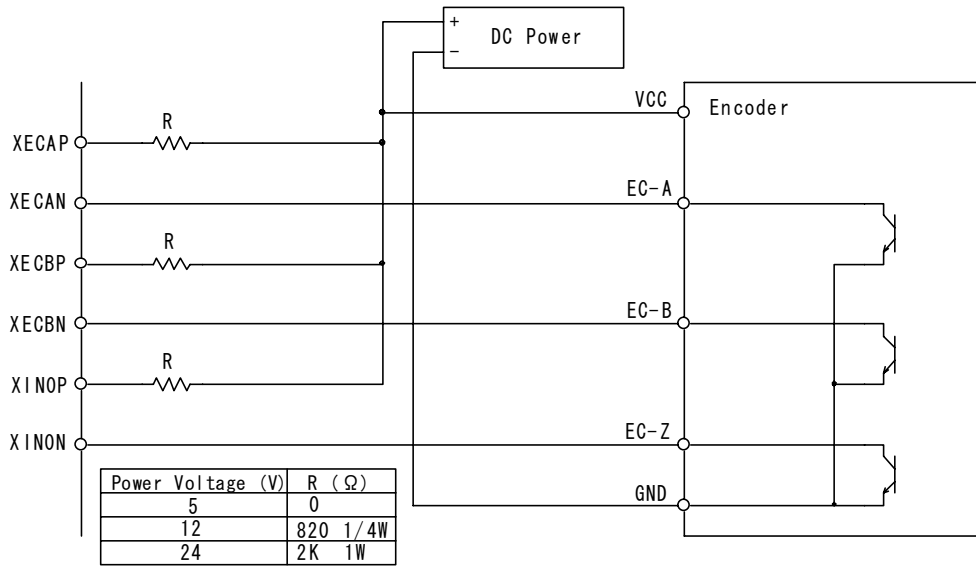 +
DC Power
−
VCC
Encoder
R
XECAP
XECAN
EC-A
R
XECBP
XECBN
EC-B
R
XINOP
XINON
EC-Z
Power Voltage (V) R (Ω)
5 0
12 820 1/4W
24 2K 1W
GND